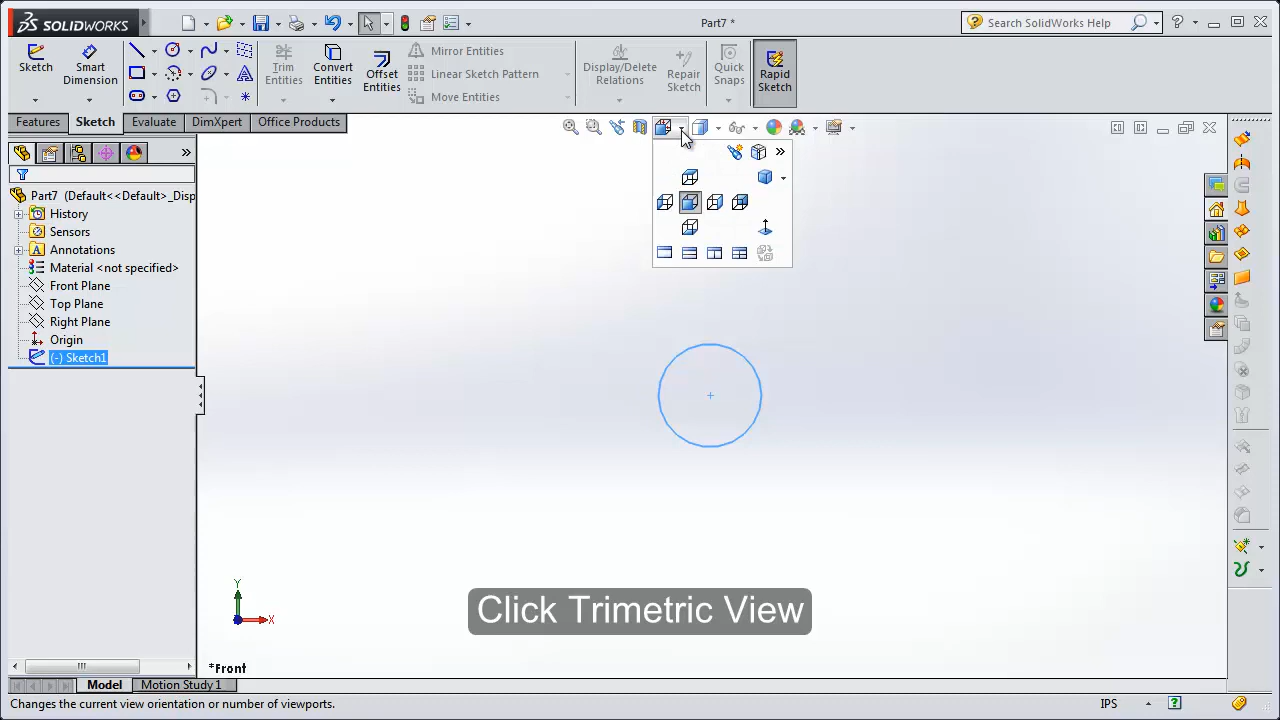 SOLIDWORKS
Part7 *
Search SolidWorks Help
?
Sketch
Smart
Dimension
Trim
Entities
Convert
Entities
Offset
Entities
Mirror Entities
Linear Sketch Pattern
Move Entities
Display/Delete
Relations
Repair
Sketch
Quick
Snaps
Rapid
Sketch
Features
Sketch
Evaluate
DimXpert
Office Products
Part7 (Default<<Default>_Disp
History
Sensors
Annotations
Material <not specified>
Front Plane
Top Plane
Right Plane
Origin
(-) Sketch1
Y
X
Click Trimetric View
*Front
Model
Motion Study 1
Changes the current view orientation or number of viewports.
IPS
?